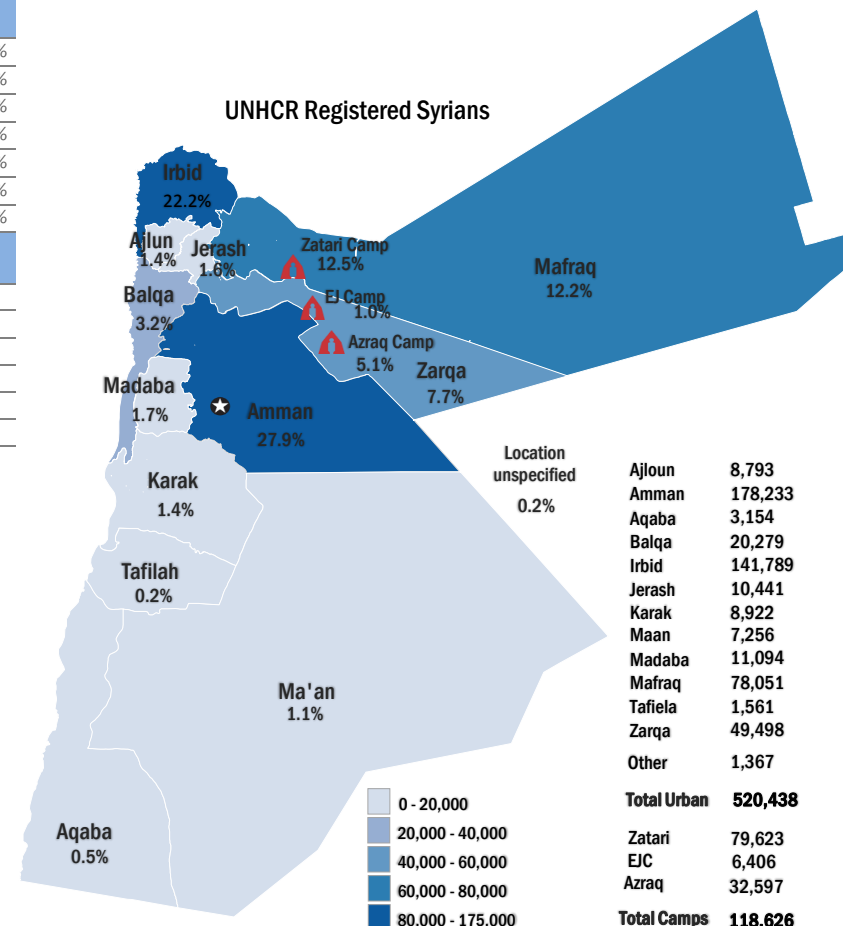 %
%
%
%
%
%
%
UNHCR Registered Syrians
Irbid
22.2%
Ajlun
1.4%
Jerash
1.6%
Zatari Camp
12.5%
Mafraq
12.2%
Balqa
3.2%
EJ Camp
1.0%
Azraq Camp
5.1%
Zarqa
7.7%
Madaba
1.7%
Amman
27.9%
Location
unspecified
0.2%
Karak
1.4%
Tafilah
0.2%
Ma'an
1.1%
Aqaba
0.5%
0 - 20,000
20,000 - 40,000
40,000 - 60,000
60,000 - 80,000
80,000 - 175,000
Ajloun 8,793
Amman 178,233
Aqaba 3,154
Balqa 20,279
Irbid 141,789
Jerash 10,441
Karak 8,922
Maan 7,256
Madaba 11,094
Mafraq 78,051
Tafiela 1,561
Zarqa 49,498
Other 1,367
Total Urban 520,438
Zatari 79,623
EJC 6,406
Azraq 32,597
Total Camps 118,626